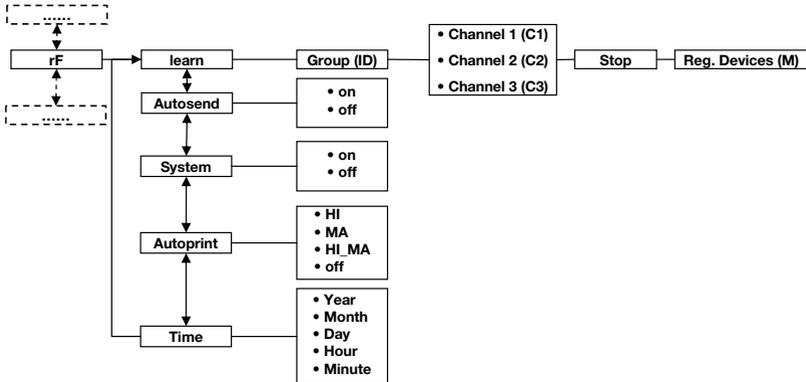 ......
rF
......
learn
Group (ID)
• Channel 1 (C1)
• Channel 2 (C2)
• Channel 3 (C3)
Stop
Reg. Devices (M)
Autosend
• on
• off
System
• on
• off
Autoprint
• HI
• MA
• HI_MA
• off
Time
• Year
• Month
• Day
• Hour
• Minute